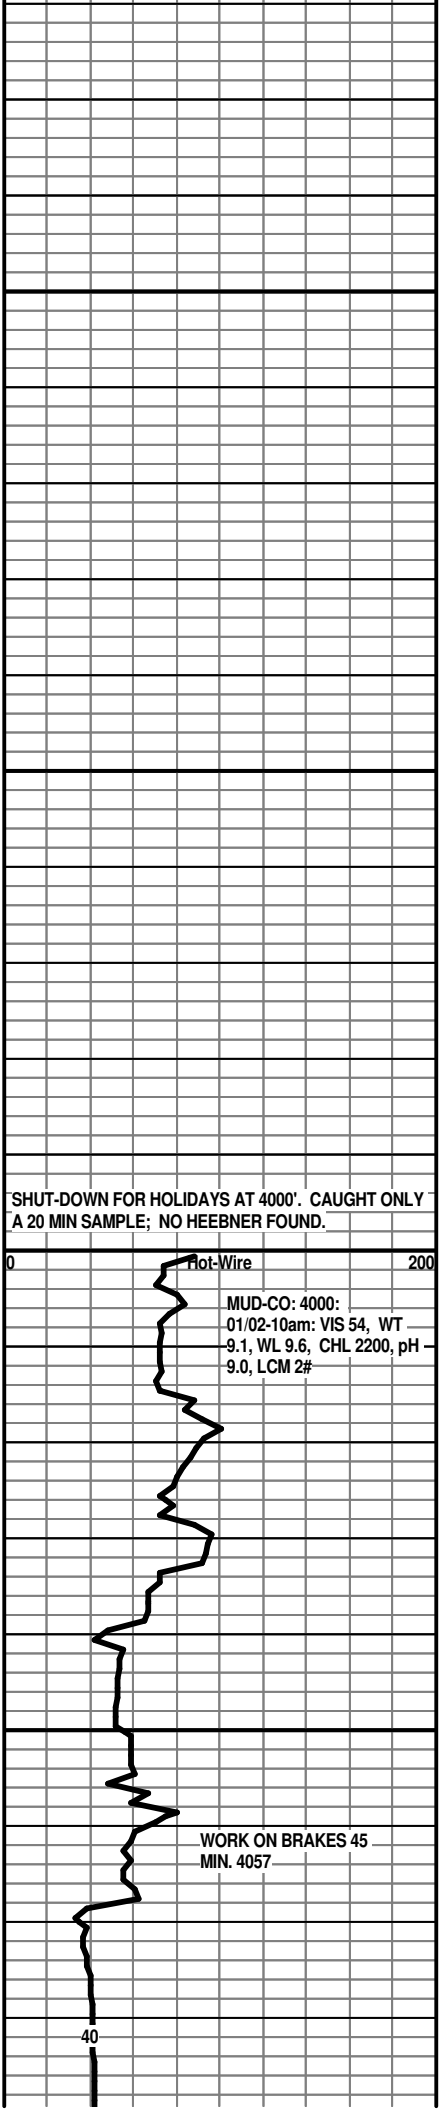 SHUT-DOWN FOR HOLIDAYS AT 4000'. CAUGHT ONLY
A 20 MIN SAMPLE; NO HEEBNER FOUND.
0 Hot-Wire 200
MUD-CO: 4000:
01/02-10am: VIS 54, WT
9.1, WL 9.6, CHL 2200, pH
9.0, LCM 2#
WORK ON BRAKES 45
MIN. 4057
40